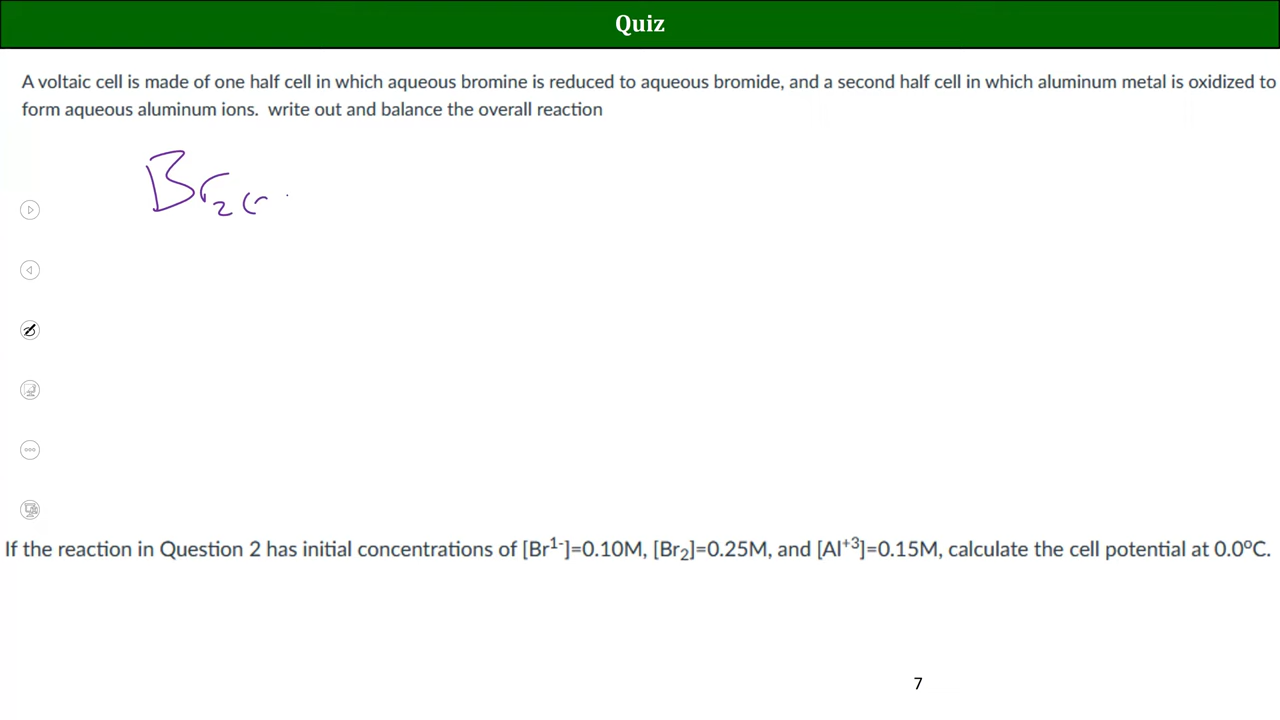 Quiz
A voltaic cell is made of one half cell in which aqueous bromine is reduced to aqueous bromide, and a second half cell in which aluminum metal is oxidized to
form aqueous aluminum ions. write out and balance the overall reaction
Br₂(
If the reaction in Question 2 has initial concentrations of [Br¹⁻]=0.10M, [Br₂]=0.25M, and [Al⁺³]=0.15M, calculate the cell potential at 0.0°C.
7